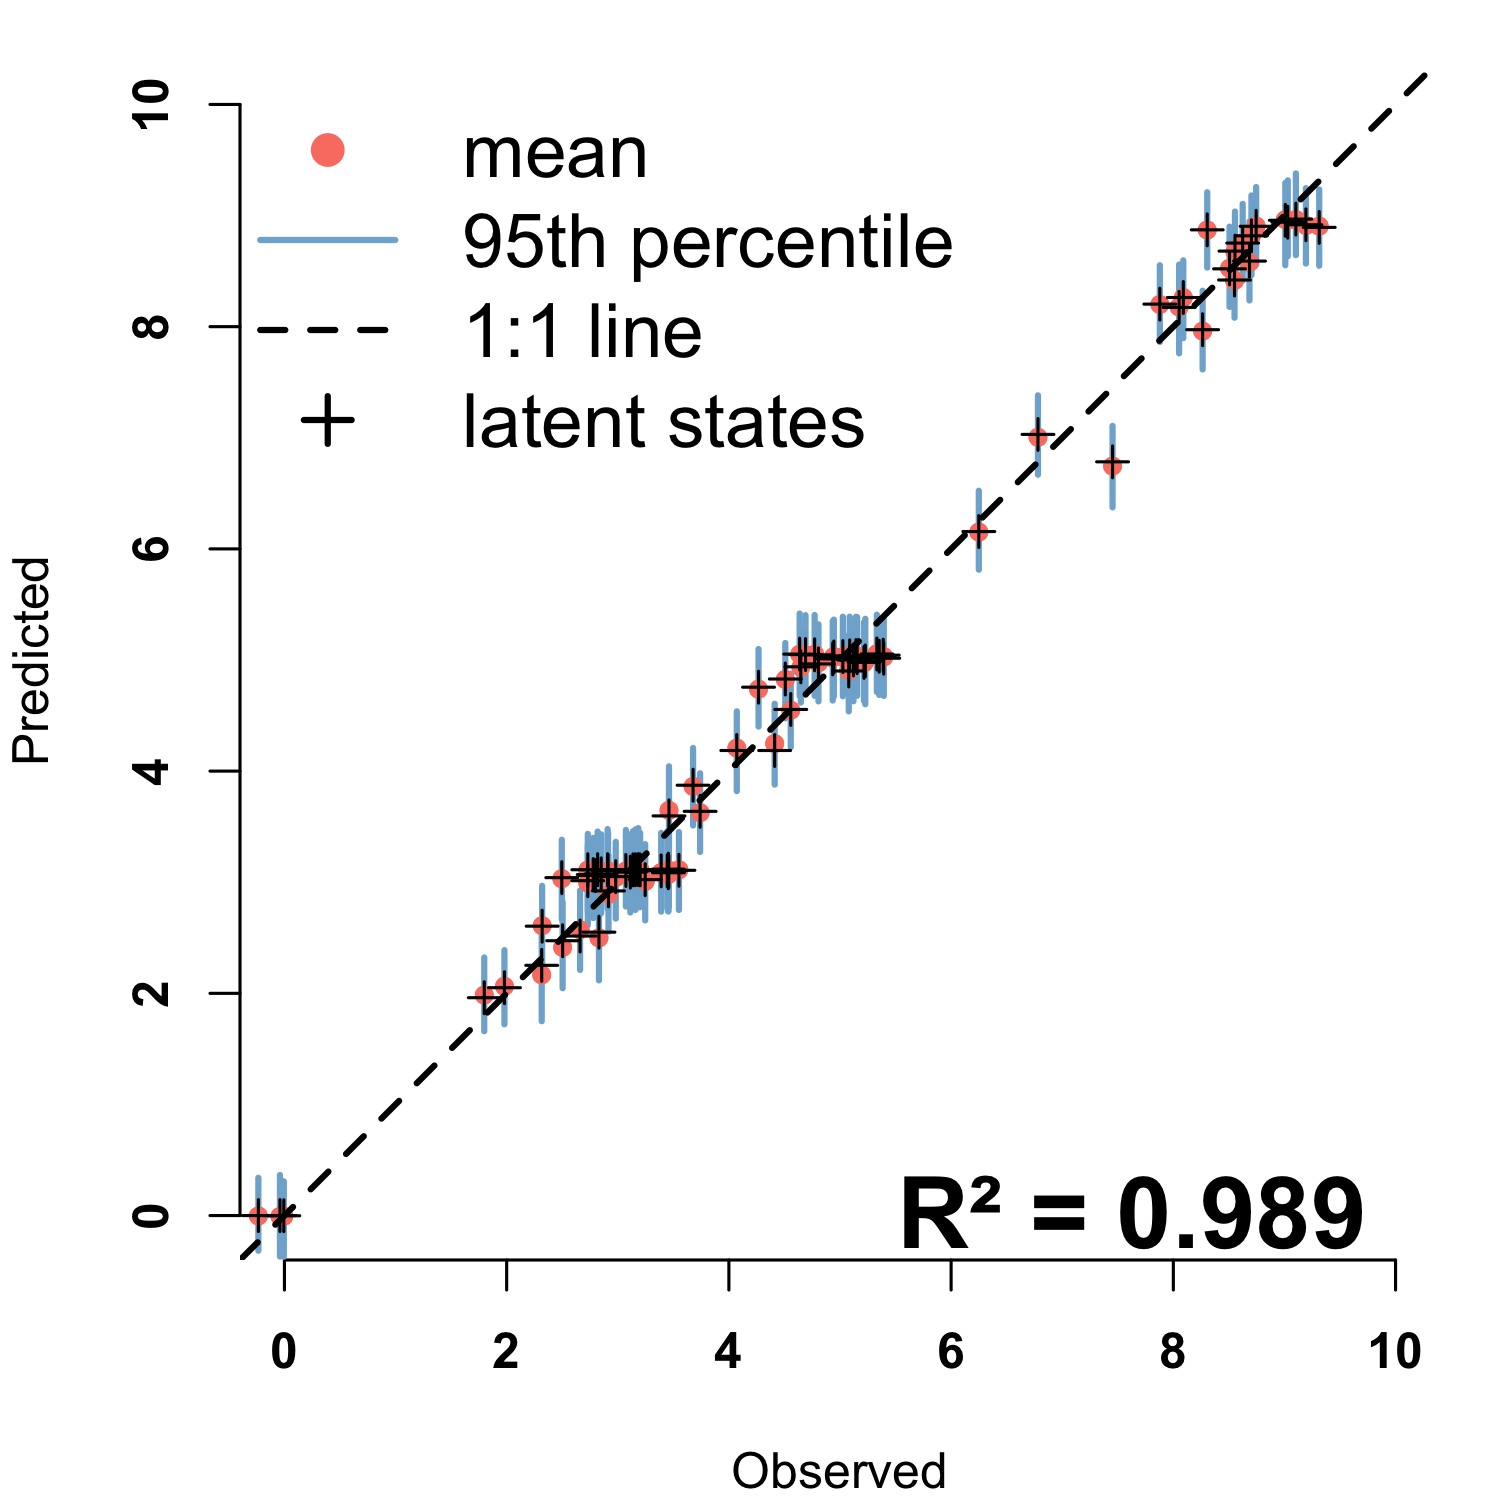 mean
95th percentile
1:1 line
latent states
Predicted
10
8
6
4
2
0
R² = 0.989
0 2 4 6 8 10
Observed